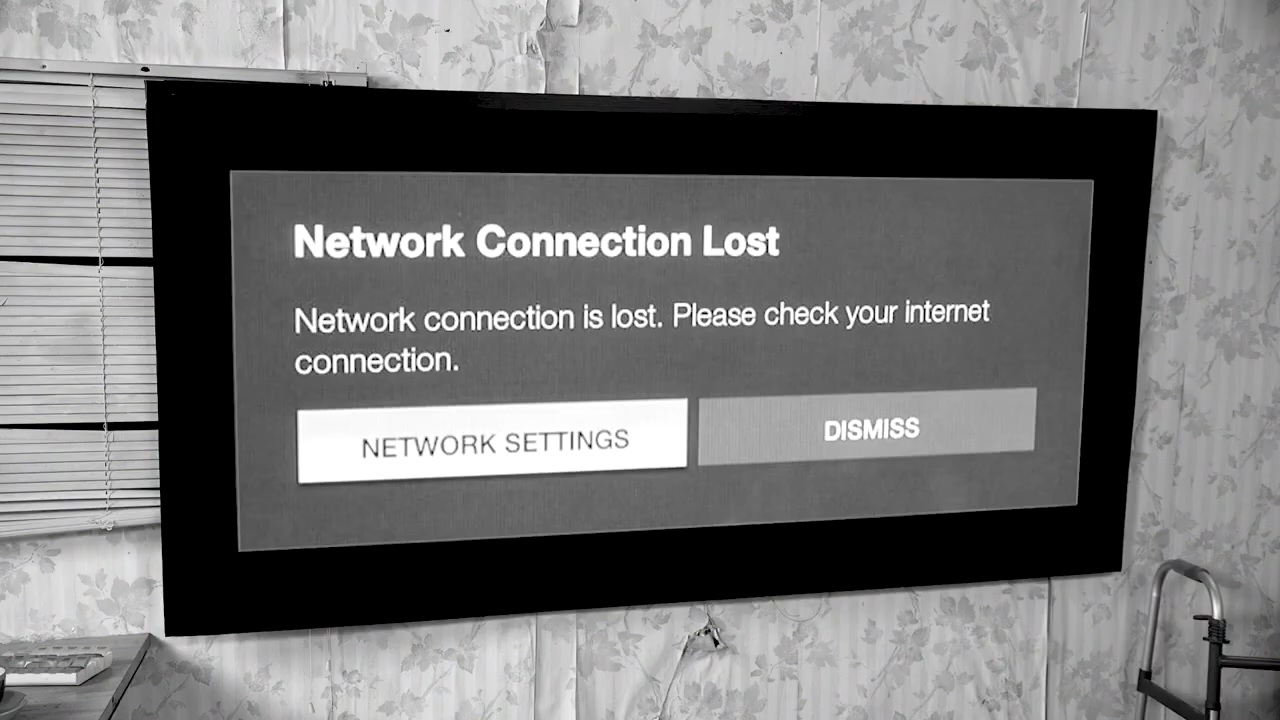 Network Connection Lost
Network connection is lost. Please check your internet
connection.
NETWORK SETTINGS
DISMISS